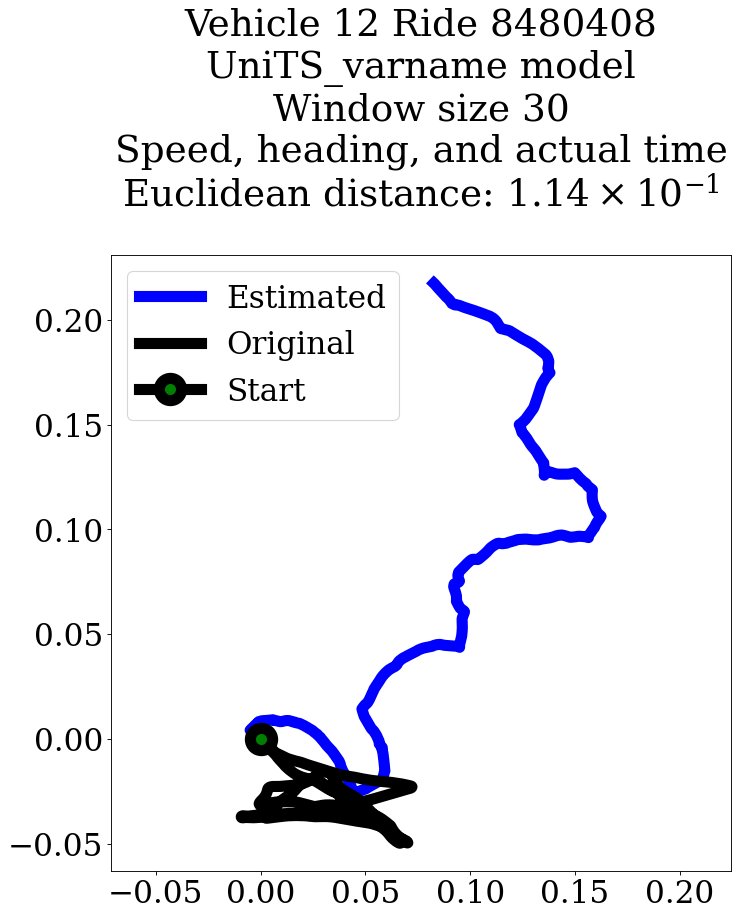 Vehicle 12 Ride 8480408
UniTS_varname model
Window size 30
Speed, heading, and actual time
Euclidean distance: 1.14 × 10⁻¹
Estimated
Original
Start
0.20
0.15
0.10
0.05
0.00
−0.05
−0.05 0.00 0.05 0.10 0.15 0.20